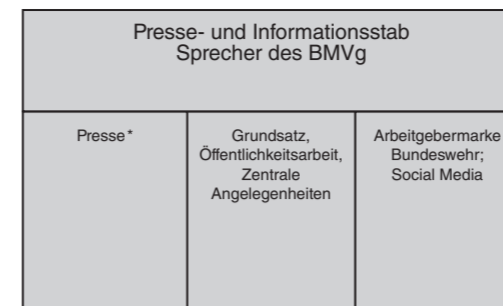 Presse- und Informationsstab
Sprecher des BMVg
Presse*
Grundsatz,
Öffentlichkeitsarbeit,
Zentrale
Angelegenheiten
Arbeitgebermarke
Bundeswehr;
Social Media